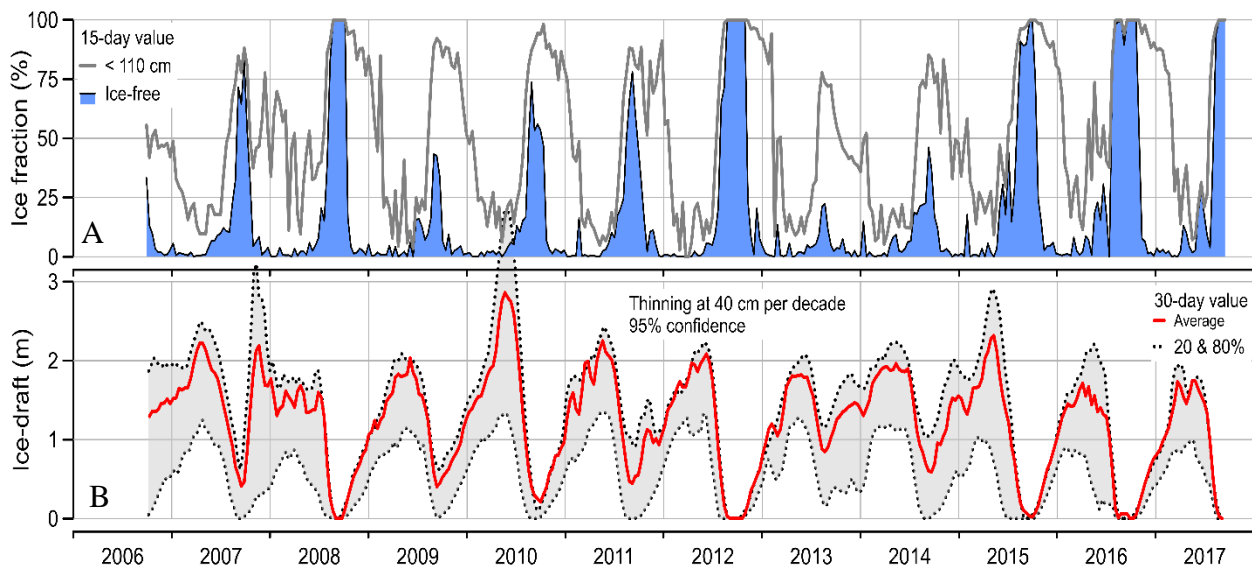 100
75
50
25
0
Ice fraction (%)
15-day value
< 110 cm
Ice-free
A
3
2
1
0
Ice-draft (m)
Thinning at 40 cm per decade
95% confidence
30-day value
Average
20 & 80%
B
2006 2007 2008 2009 2010 2011 2012 2013 2014 2015 2016 2017